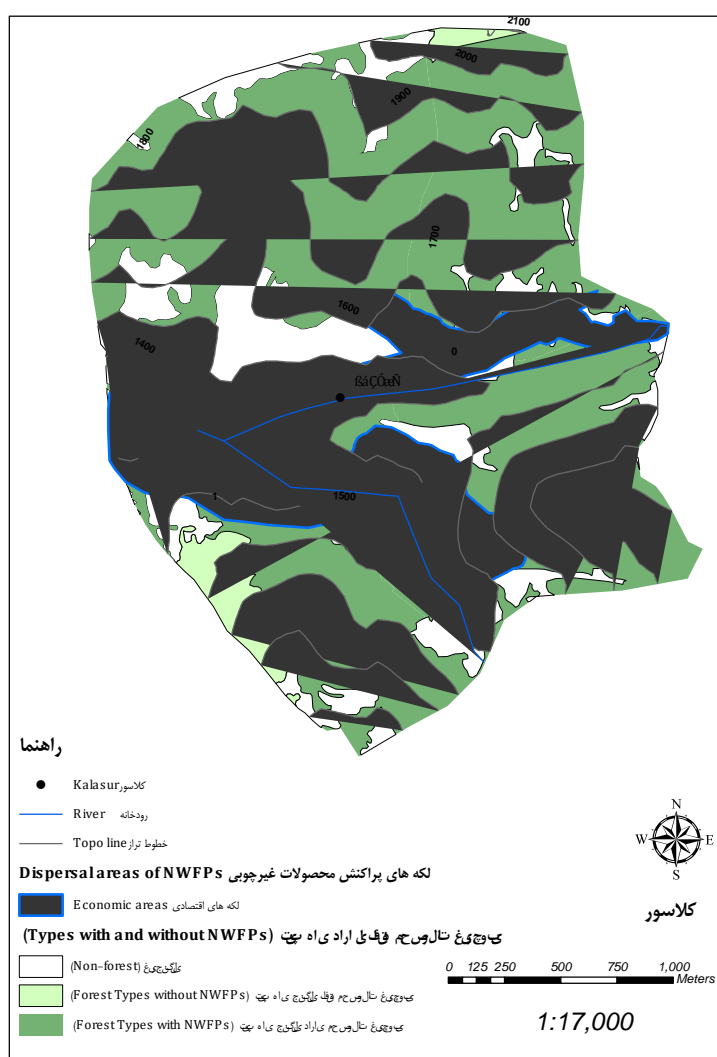 2100
2000
1900
1800
1700
1600
1400
0
ßáÇÓæÑ
1
1500
راهنما
Kalasur کلاسور
River رودخانه
Topo line خطوط تراز
Dispersal areas of NWFPs لکه های پراکنش محصولات غیرچوبی
Economic areas لکه های اقتصادی
(Types with and without NWFPs)
(Non-forest)
(Forest Types without NWFPs)
(Forest Types with NWFPs)
N
W E
S
کلاسور
0 125 250 500 750 1,000
Meters
1:17,000